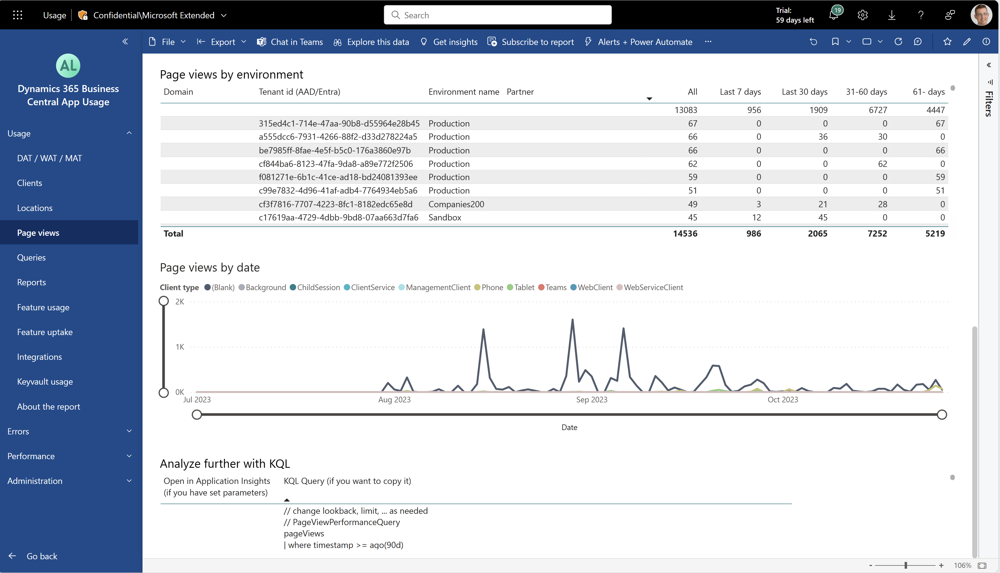 Usage
Confidential\Microsoft Extended
Search
Trial:
59 days left
19
File
Export
Chat in Teams
Explore this data
Get insights
Subscribe to report
Alerts + Power Automate
AL
Dynamics 365 Business
Central App Usage
Usage
DAT / WAT / MAT
Clients
Locations
Page views
Queries
Reports
Feature usage
Feature uptake
Integrations
Keyvault usage
About the report
Errors
Performance
Administration
Go back
Page views by environment
Domain Tenant id (AAD/Entra) Environment name Partner All Last 7 days Last 30 days 31-60 days 61- days
13083 956 1909 6727 4447
315ed4c1-714e-47aa-90b8-d55964e28b45 Production 67 0 0 0 67
a555dcc6-7931-4266-88f2-d33d278224a5 Production 66 0 36 30 0
be7985ff-8fae-4e5f-b5c0-176a3860e97b Production 66 0 0 0 66
cf844ba6-8123-47fa-9da8-a89e772f2506 Production 62 0 0 62 0
f081271e-6b1c-41ce-ad18-bd24081393ee Production 59 0 0 0 59
c99e7832-4d96-41af-adb4-7764934eb5a6 Production 51 0 0 0 51
cf3f7816-7707-4223-8fc1-8182edc65e8d Companies200 49 3 21 28 0
c17619aa-4729-4dbb-9bd8-07aa663d7fa6 Sandbox 45 12 45 0 0
Total 14536 986 2065 7252 5219
Page views by date
Client type (Blank) Background ChildSession ClientService ManagementClient Phone Tablet Teams WebClient WebServiceClient
2K
1K
0K
Jul 2023 Aug 2023 Sep 2023 Oct 2023
Date
Analyze further with KQL
Open in Application Insights
(if you have set parameters)
KQL Query (if you want to copy it)
// change lookback, limit, ... as needed
// PageViewPerformanceQuery
pageViews
| where timestamp >= ago(90d)
Filters
- + 106%